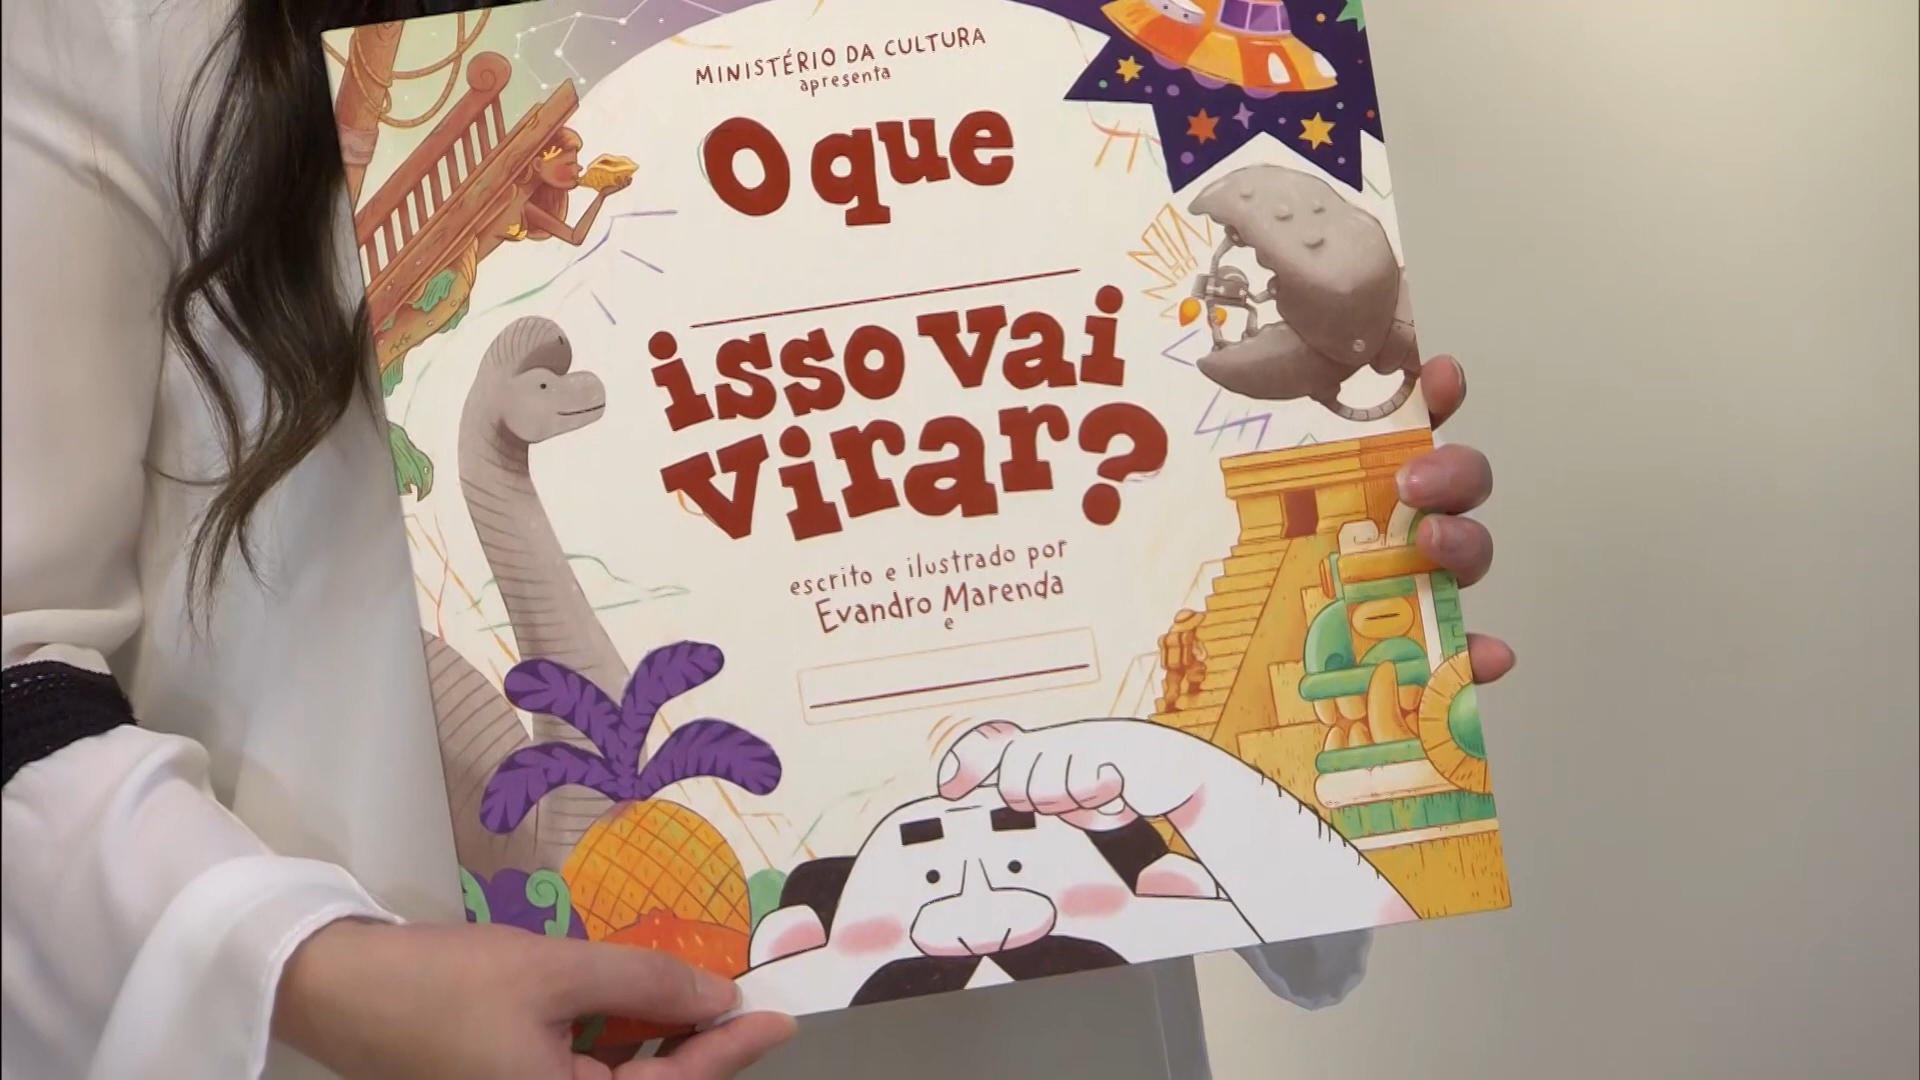 MINISTÉRIO DA CULTURA
apresenta
O que
isso vai
virar?
escrito e ilustrado por
Evandro Marenda
e